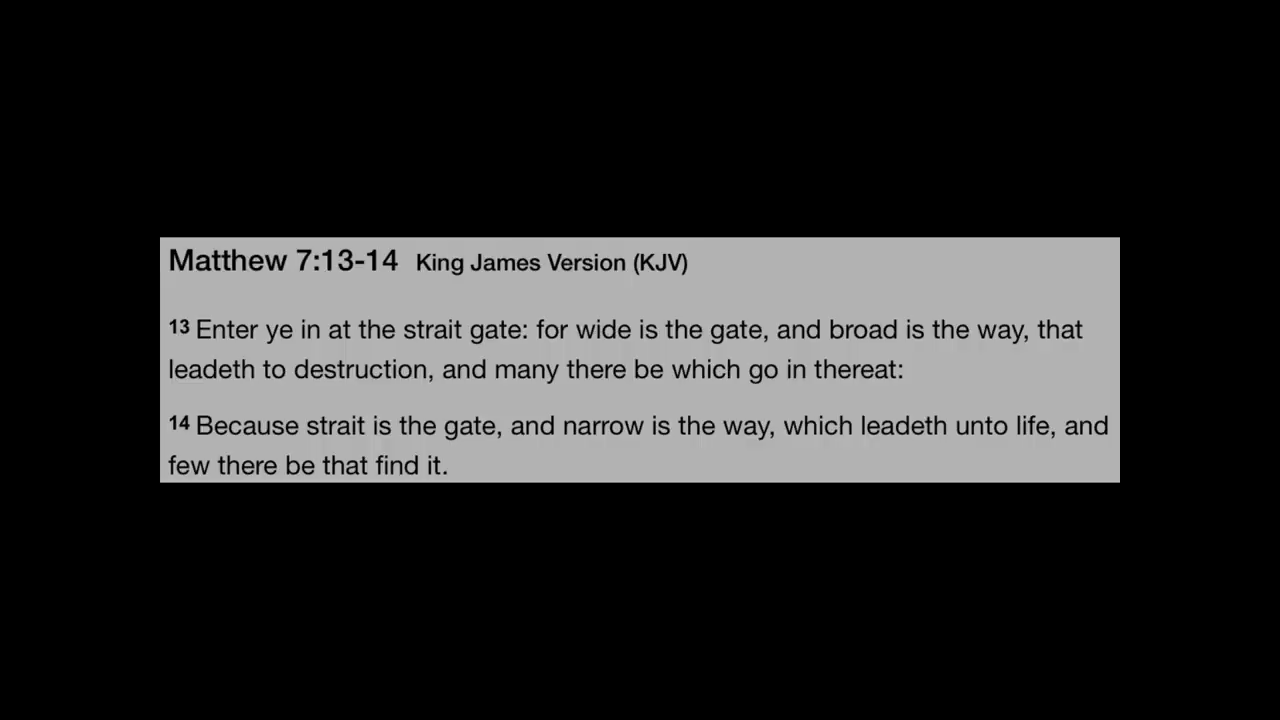 Matthew 7:13-14 King James Version (KJV)
13 Enter ye in at the strait gate: for wide is the gate, and broad is the way, that
leadeth to destruction, and many there be which go in thereat:
14 Because strait is the gate, and narrow is the way, which leadeth unto life, and
few there be that find it.